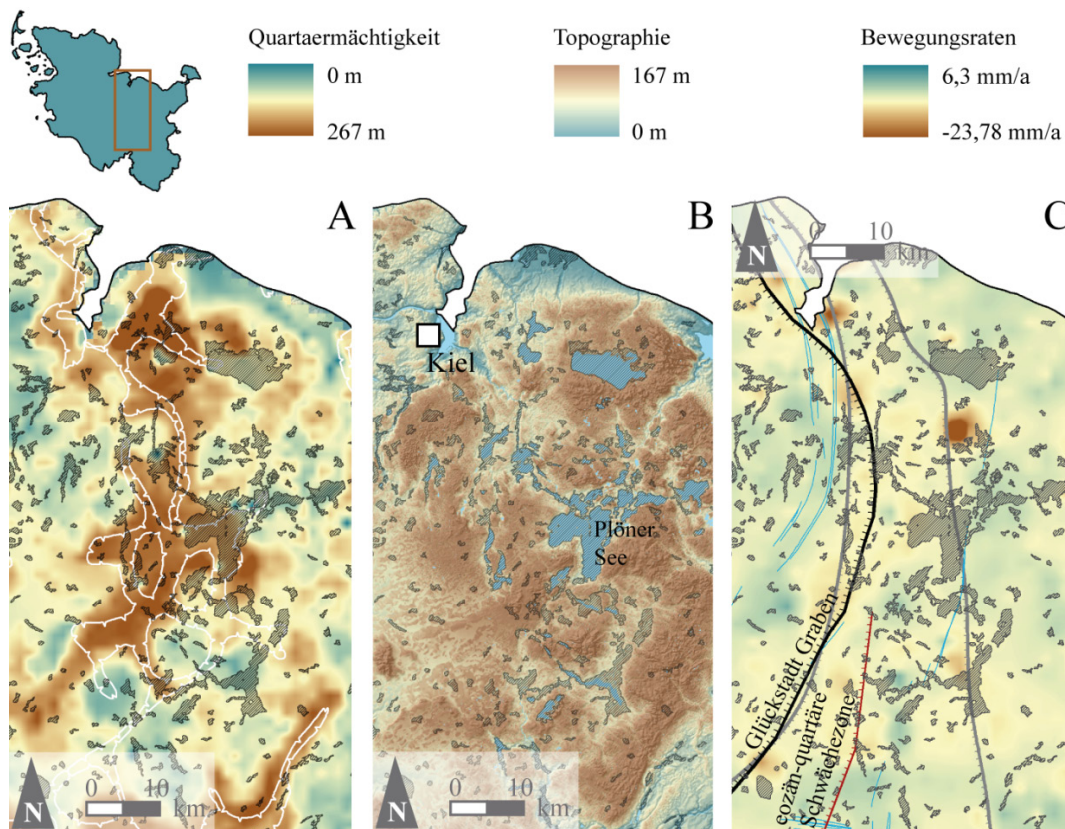 Quartaermächtigkeit
0 m
267 m
Topographie
167 m
0 m
Bewegungsraten
6,3 mm/a
-23,78 mm/a
A
B
C
N
0 10
km
Kiel
Plöner
See
Glückstadt Graben
eozän-quartäre
Schwächezone
N
0 10
km
N
0 10
km